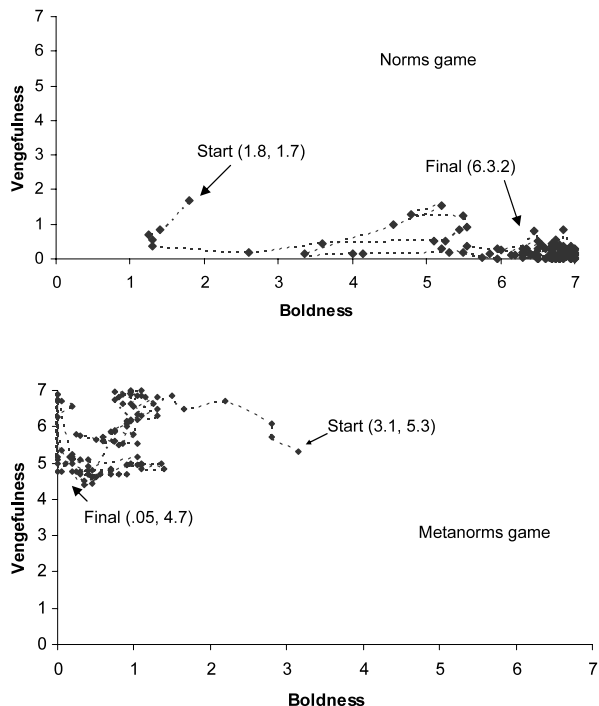 7
Norms game
6
5
4
Vengefulness
3
Start (1.8, 1.7)
Final (6.3.2)
2
1
0
0 1 2 3 4 5 6 7
Boldness
7
6
Start (3.1, 5.3)
5
Vengefulness
4
Final (.05, 4.7)
3
Metanorms game
2
1
0
0 1 2 3 4 5 6 7
Boldness